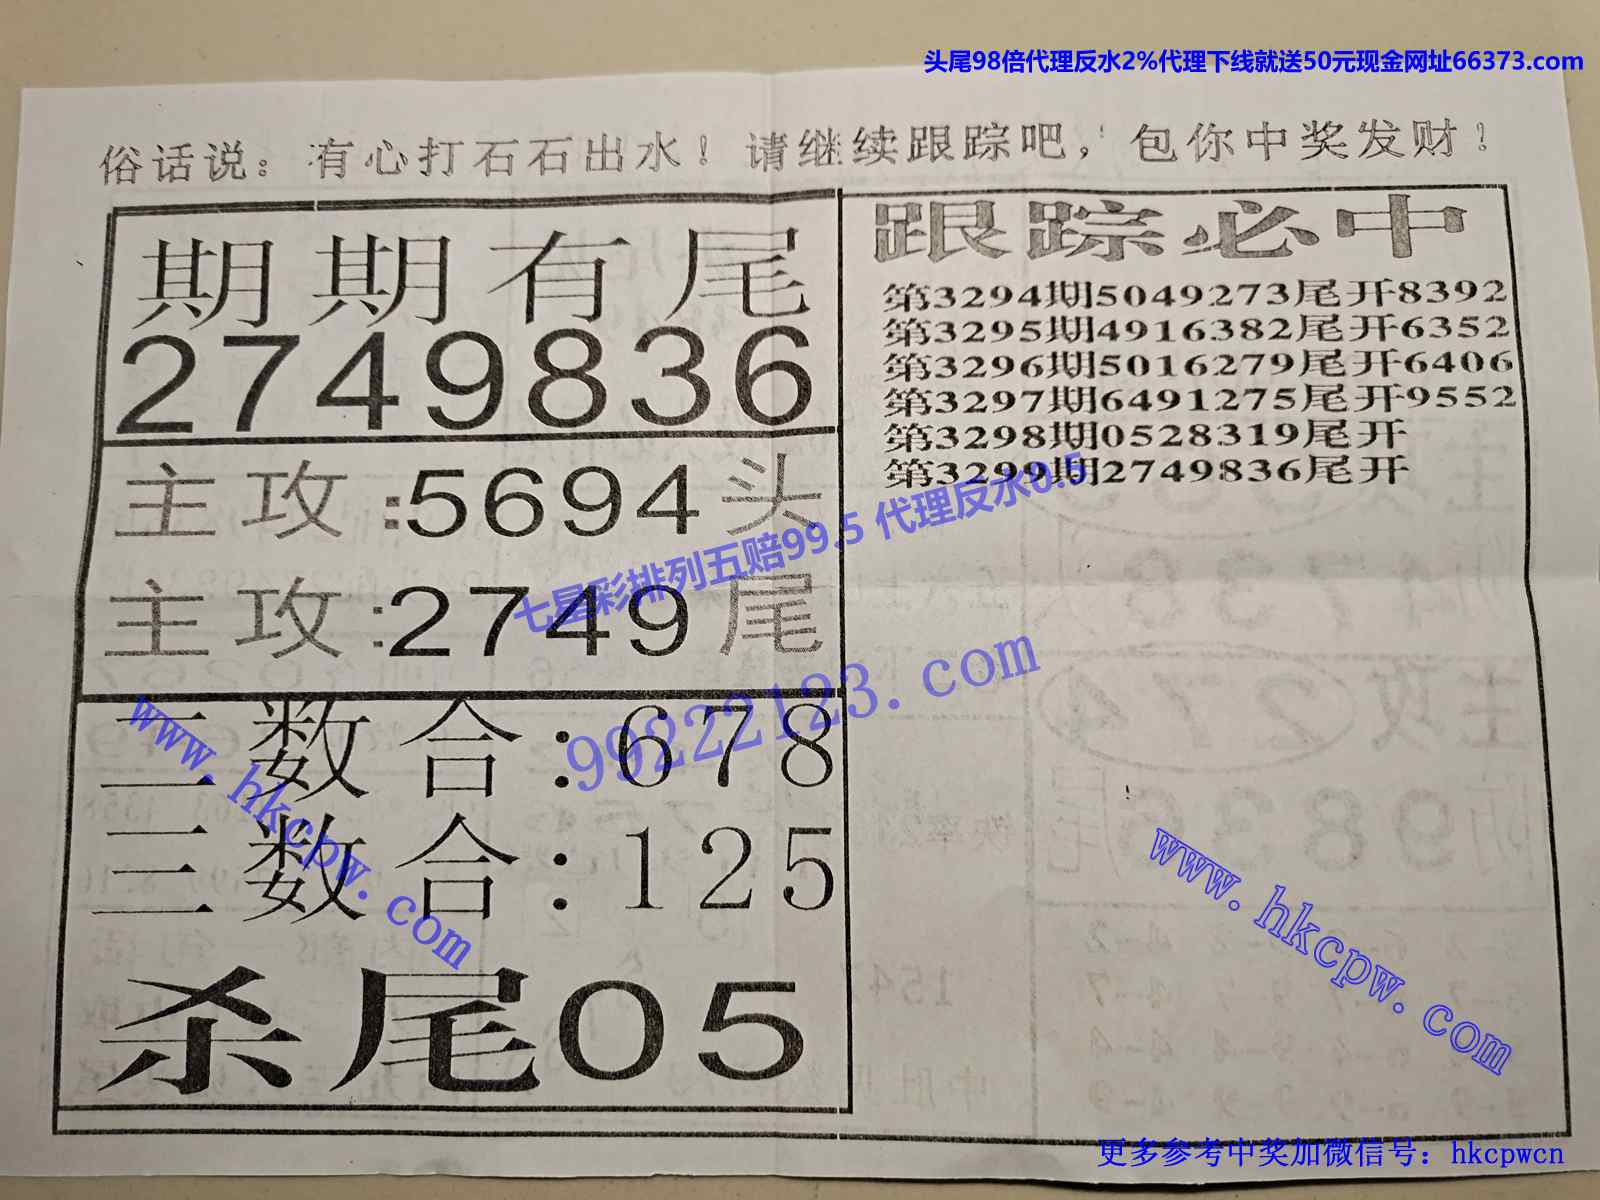 头尾98倍代理反水2%代理下线就送50元现金网址66373.com
俗话说：有心打石石出水！请继续跟踪吧，包你中奖发财！
期期有尾
2749836
主攻:5694头
主攻:2749尾
二数合:678
三数合:125
杀尾05
跟踪必中
第3294期5049273尾开8392
第3295期4916382尾开6352
第3296期5016279尾开6406
第3297期6491275尾开9552
第3298期0528319尾开
第3299期2749836尾开
七星彩排列五赔99.5 代理反水0.5
99222123.com
www.hkcpw.com
www.hkcpw.com
更多参考中奖加微信号：hkcpwcn